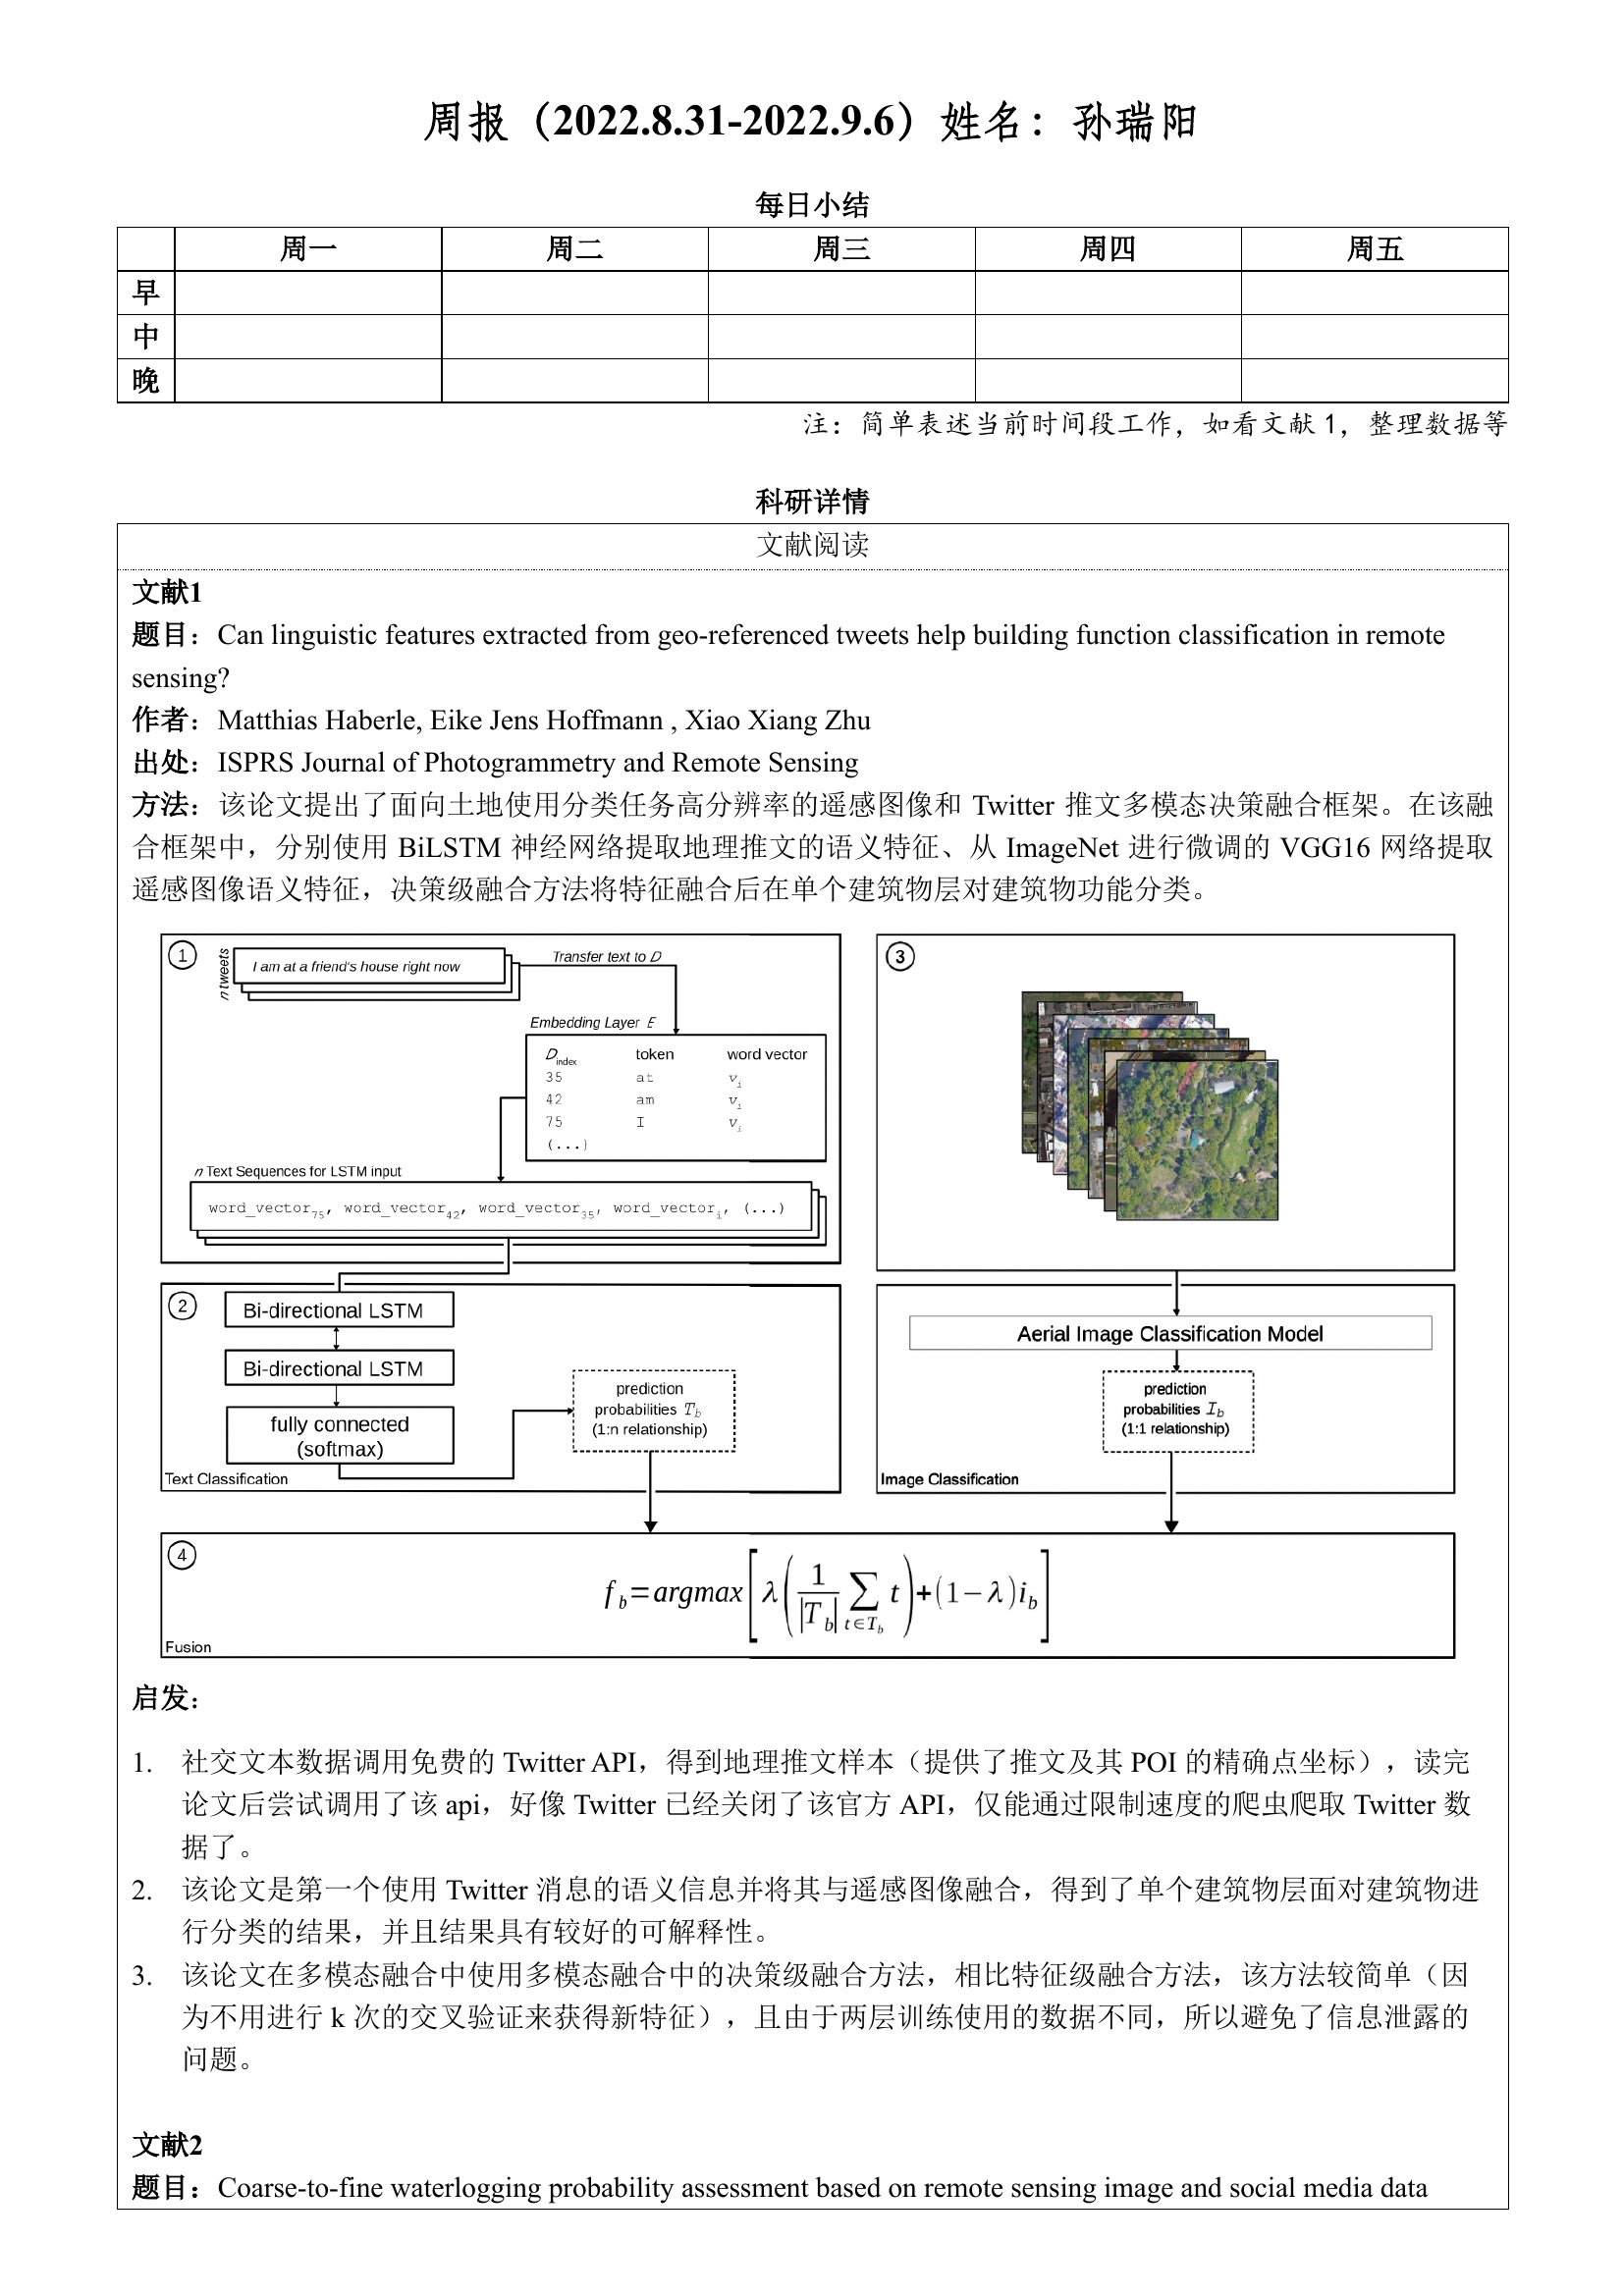 周报（2022.8.31-2022.9.6）姓名：孙瑞阳
每日小结
周一 周二 周三 周四 周五
早
中
晚
注：简单表述当前时间段工作，如看文献 1，整理数据等
科研详情
文献阅读
文献1
题目：Can linguistic features extracted from geo-referenced tweets help building function classification in remote
sensing?
作者：Matthias Haberle, Eike Jens Hoffmann , Xiao Xiang Zhu
出处：ISPRS Journal of Photogrammetry and Remote Sensing
方法：该论文提出了面向土地使用分类任务高分辨率的遥感图像和 Twitter 推文多模态决策融合框架。在该融
合框架中，分别使用 BiLSTM 神经网络提取地理推文的语义特征、从 ImageNet 进行微调的 VGG16 网络提取
遥感图像语义特征，决策级融合方法将特征融合后在单个建筑物层对建筑物功能分类。
1
n tweets
I am at a friend's house right now
Transfer text to D
Embedding Layer E
D_index token word vector
35 at v_i
42 am v_i
75 I v_i
(...)
n Text Sequences for LSTM input
word_vector_75, word_vector_42, word_vector_35, word_vector_i, (...)
2
Bi-directional LSTM
Bi-directional LSTM
fully connected
(softmax)
Text Classification
prediction
probabilities T_b
(1:n relationship)
3
Aerial Image Classification Model
prediction
probabilities I_b
(1:1 relationship)
Image Classification
4
f_b=argmax[λ(1/|T_b| ∑_{t∈T_b} t)+(1−λ)i_b]
Fusion
启发：
1. 社交文本数据调用免费的 Twitter API，得到地理推文样本（提供了推文及其 POI 的精确点坐标），读完
论文后尝试调用了该 api，好像 Twitter 已经关闭了该官方 API，仅能通过限制速度的爬虫爬取 Twitter 数
据了。
2. 该论文是第一个使用 Twitter 消息的语义信息并将其与遥感图像融合，得到了单个建筑物层面对建筑物进
行分类的结果，并且结果具有较好的可解释性。
3. 该论文在多模态融合中使用多模态融合中的决策级融合方法，相比特征级融合方法，该方法较简单（因
为不用进行 k 次的交叉验证来获得新特征），且由于两层训练使用的数据不同，所以避免了信息泄露的
问题。
文献2
题目：Coarse-to-fine waterlogging probability assessment based on remote sensing image and social media data